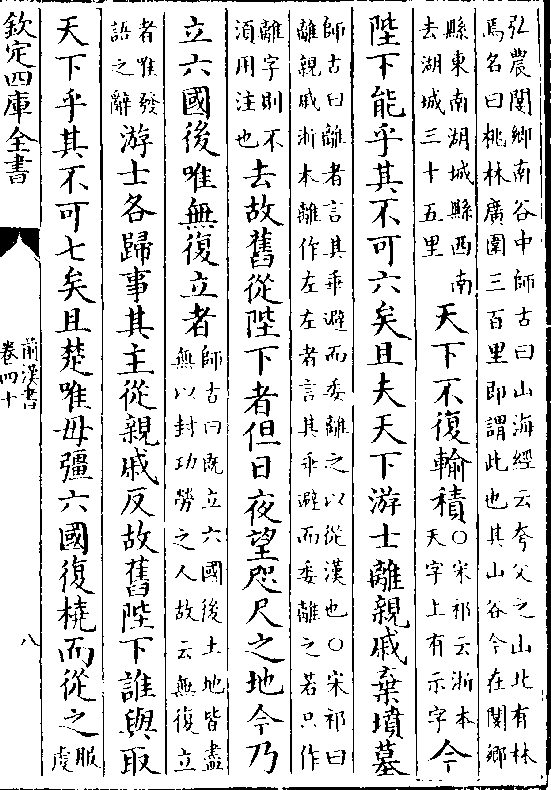 弘農閿鄉南谷中師古曰山海經云夸父之山北有林
焉名曰桃林廣圍三百里即謂此也其山谷今在閿鄉
縣東南湖城縣西南
去湖城三十五里
天下不復輸積
○宋祁云浙本
天字上有示字
今
陛下能乎其不可六矣且夫天下游士離親戚棄墳墓
師古曰離者言其乖避而委離之以從漢也○宋祁曰
離親戚浙本離作左左者言其乖避而委離之若只作
離字則不
須用注也
去故舊從陛下者但日夜望咫尺之地今乃
立六國後唯無復立者
師古曰既立六國後土地皆盡
無以封功勞之人故云無復立
者唯發
語之辭
游士各歸事其主從親戚反故舊陛下誰與取
天下乎其不可七矣且楚唯毋彊六國復橈而從之
服
虔
欽定四庫全書
前漢書
卷四十
八